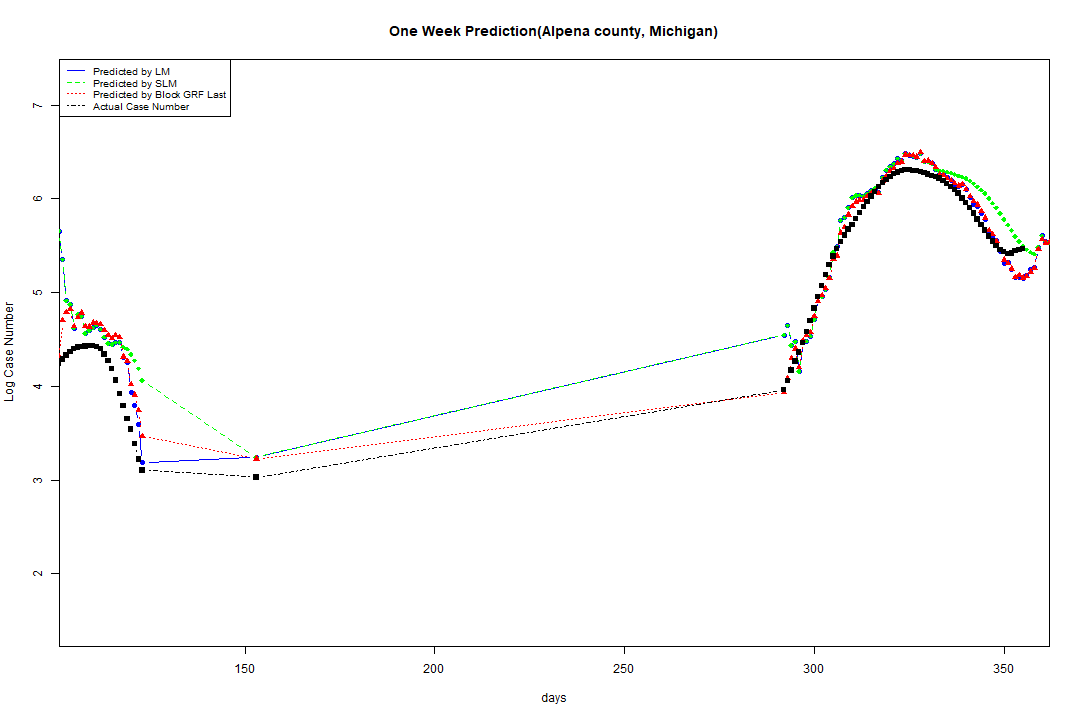 One Week Prediction(Alpena county, Michigan)
Predicted by LM
Predicted by SLM
Predicted by Block GRF Last
Actual Case Number
7
6
5
4
3
2
Log Case Number
150 200 250 300 350
days